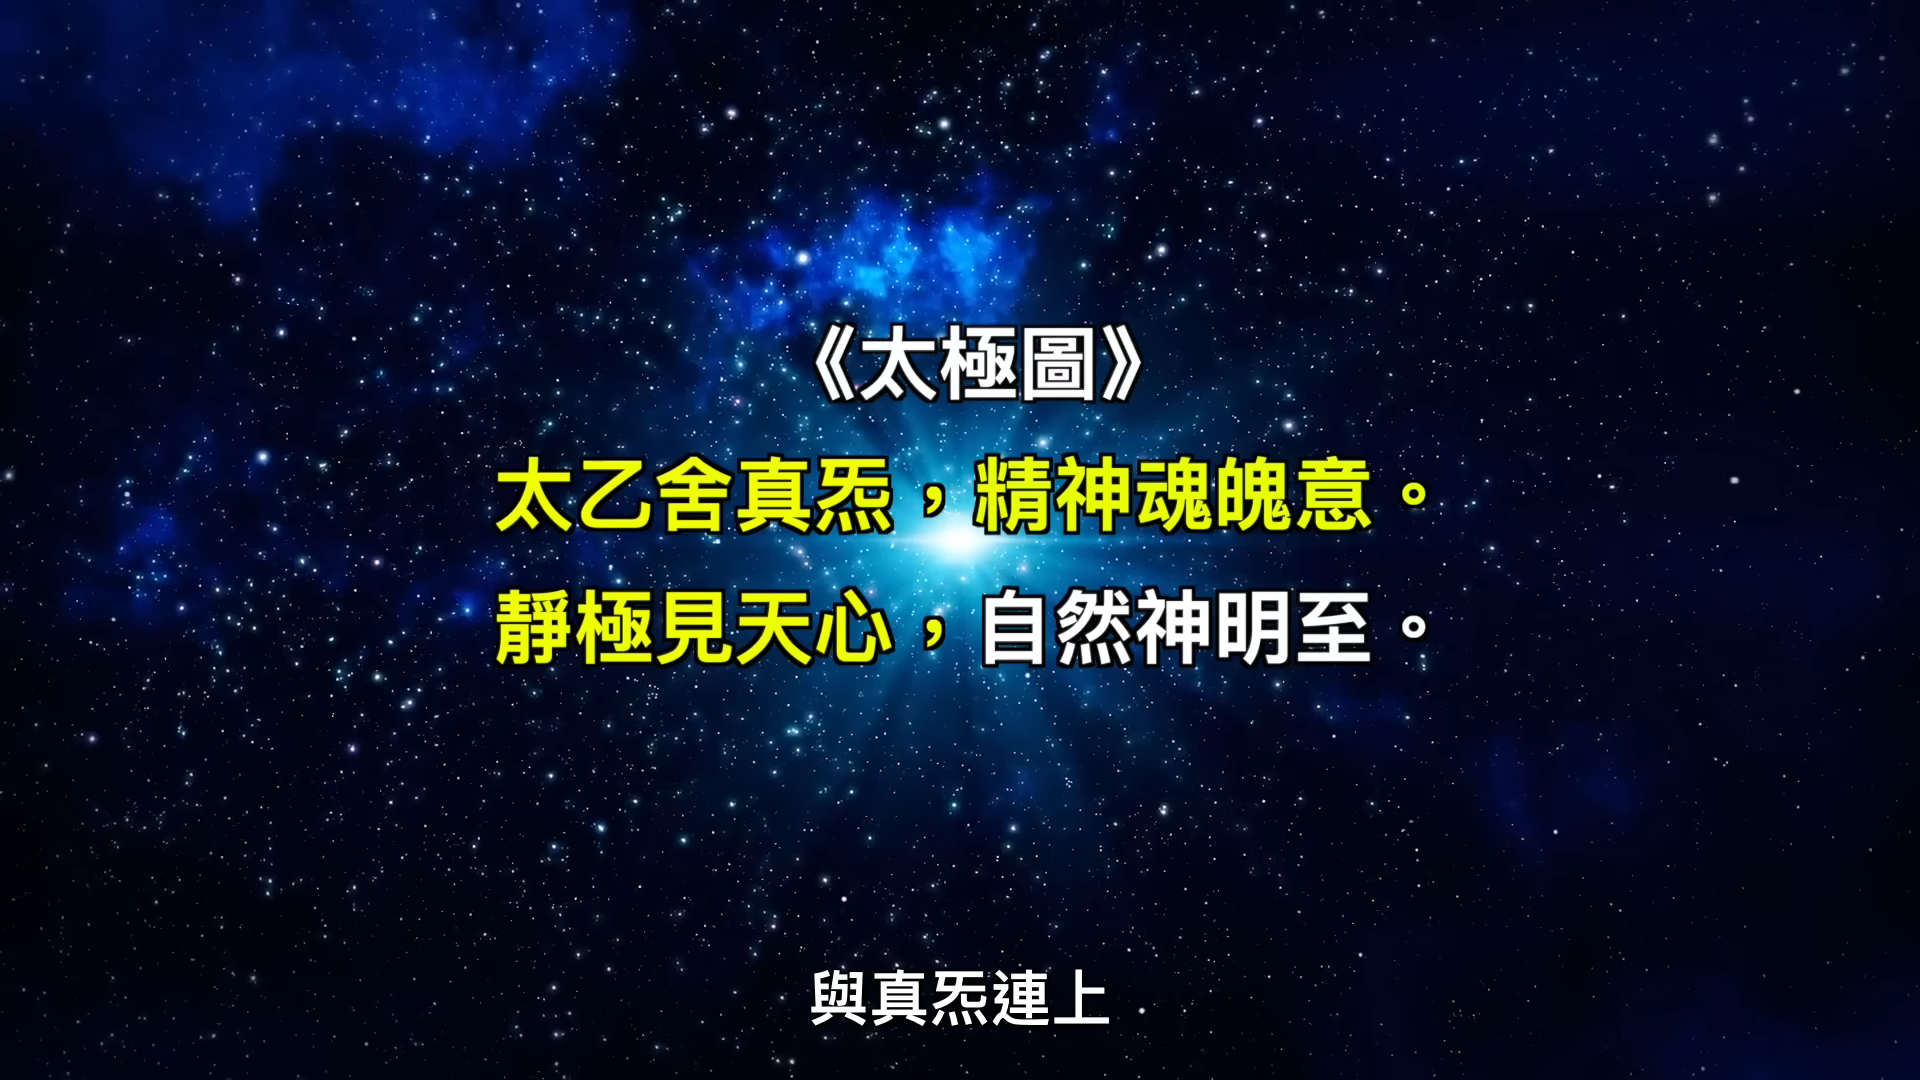 《太極圖》
太乙舍真炁，精神魂魄意。
靜極見天心，自然神明至。
與真炁連上